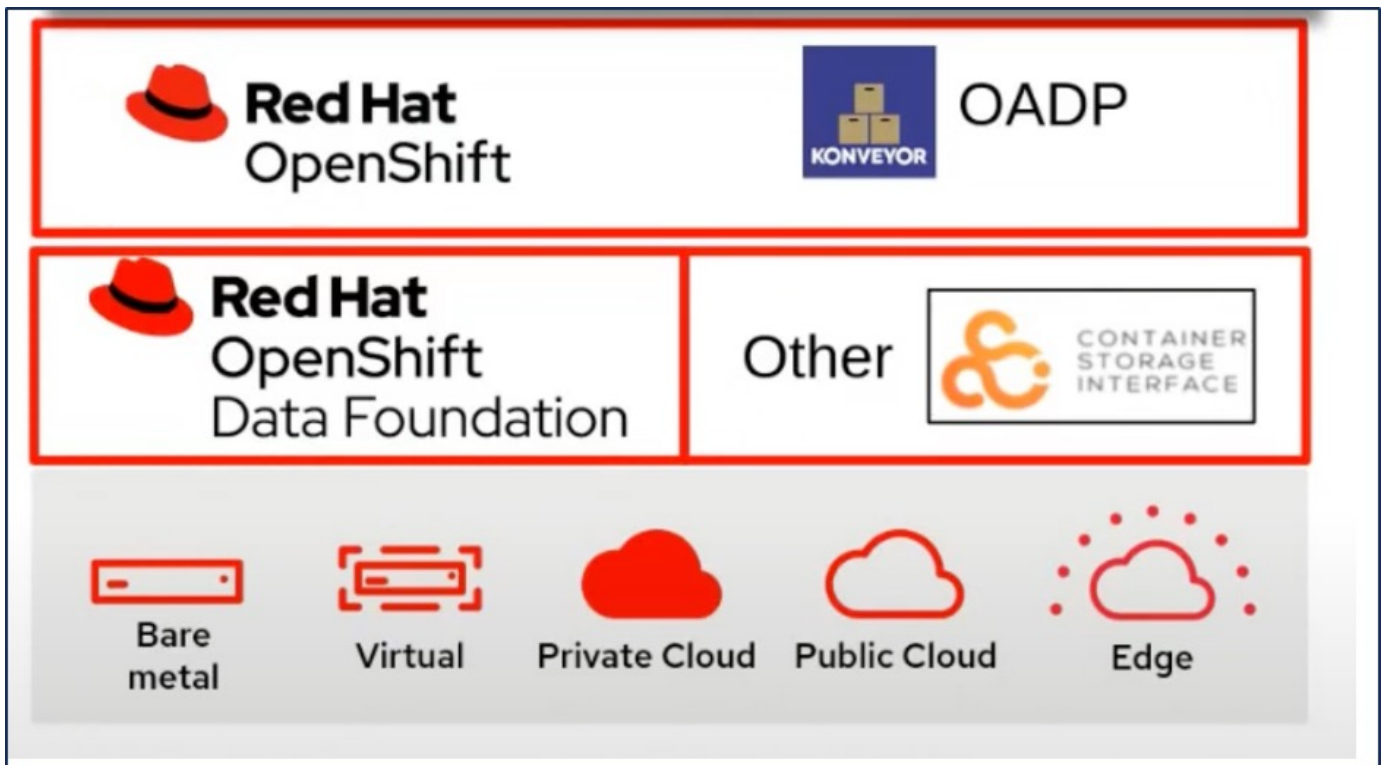 Red Hat
OpenShift
KONVEYOR
OADP
Red Hat
OpenShift
Data Foundation
Other
CONTAINER
STORAGE
INTERFACE
Bare
metal
Virtual
Private Cloud
Public Cloud
Edge